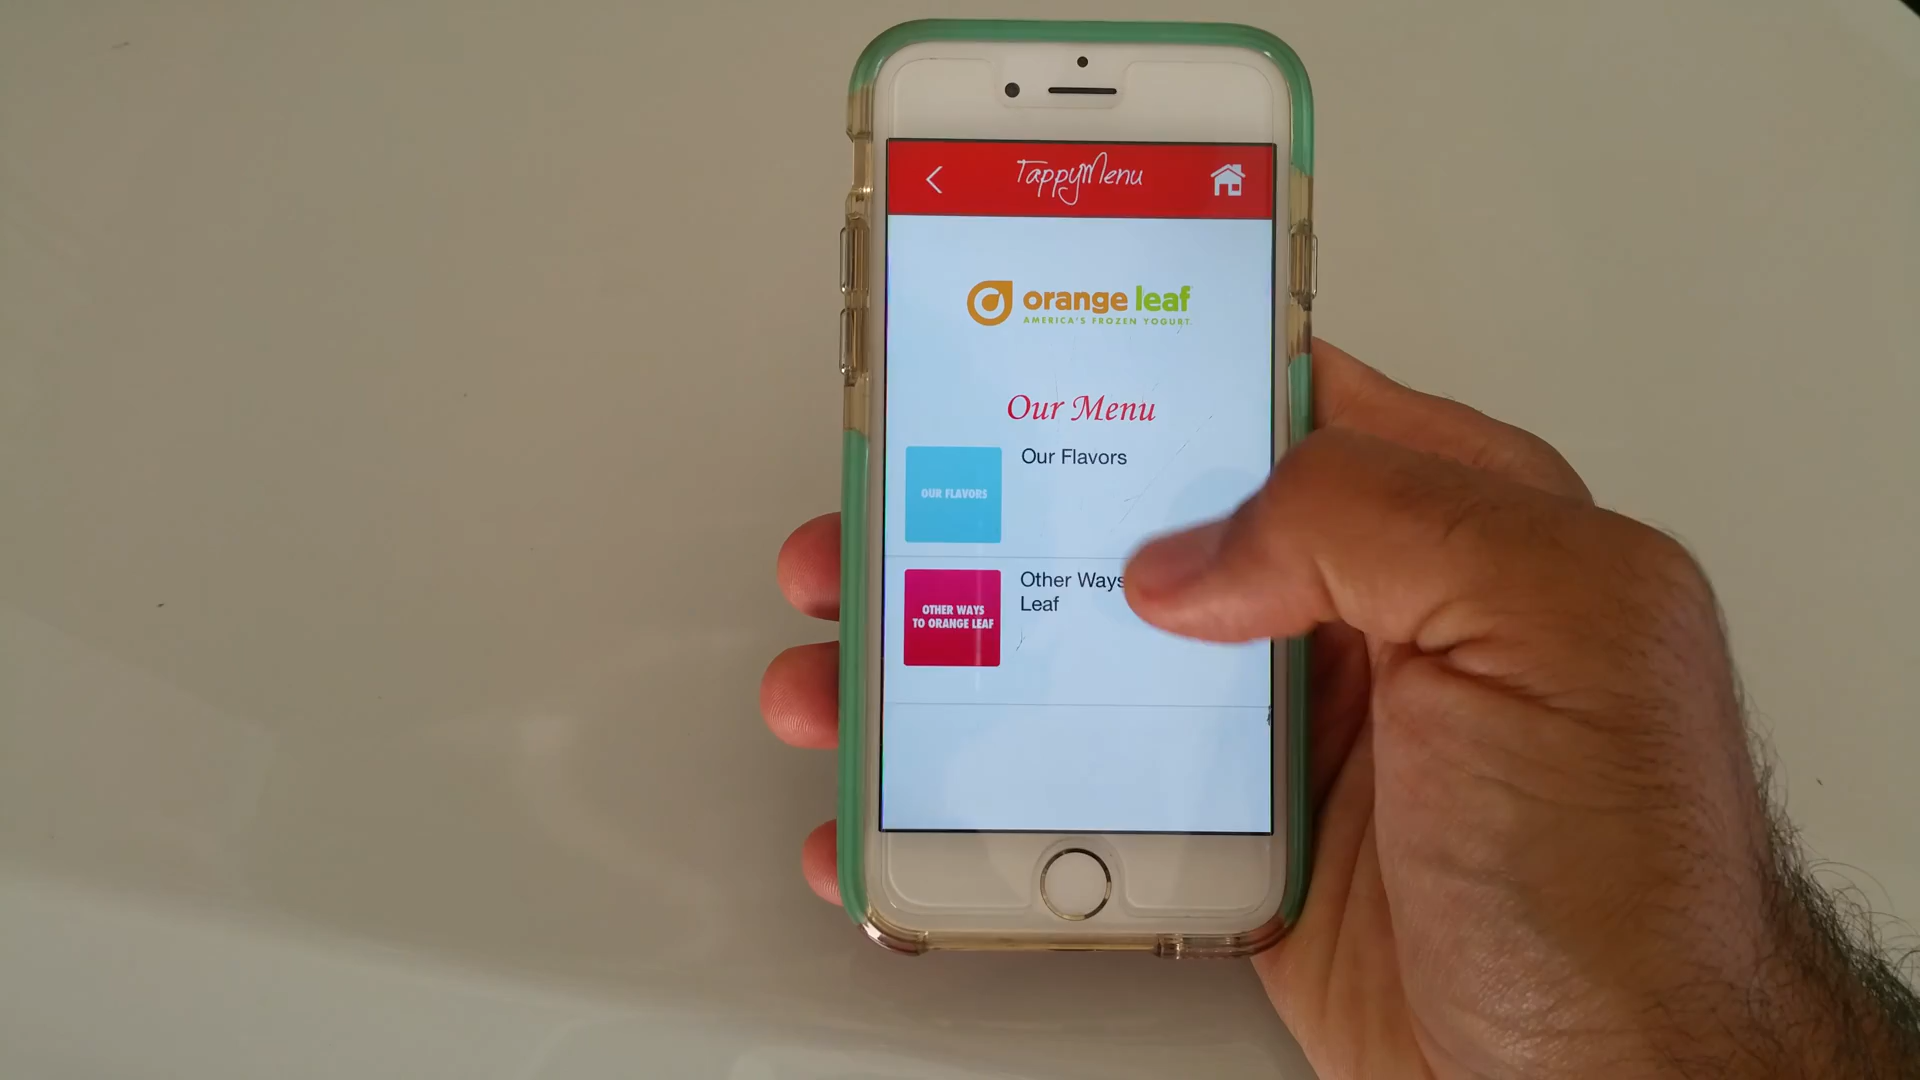 TappyMenu
orange leaf
AMERICA'S FROZEN YOGURT.
Our Menu
OUR FLAVORS
Our Flavors
OTHER WAYS
TO ORANGE LEAF
Other Ways
Leaf